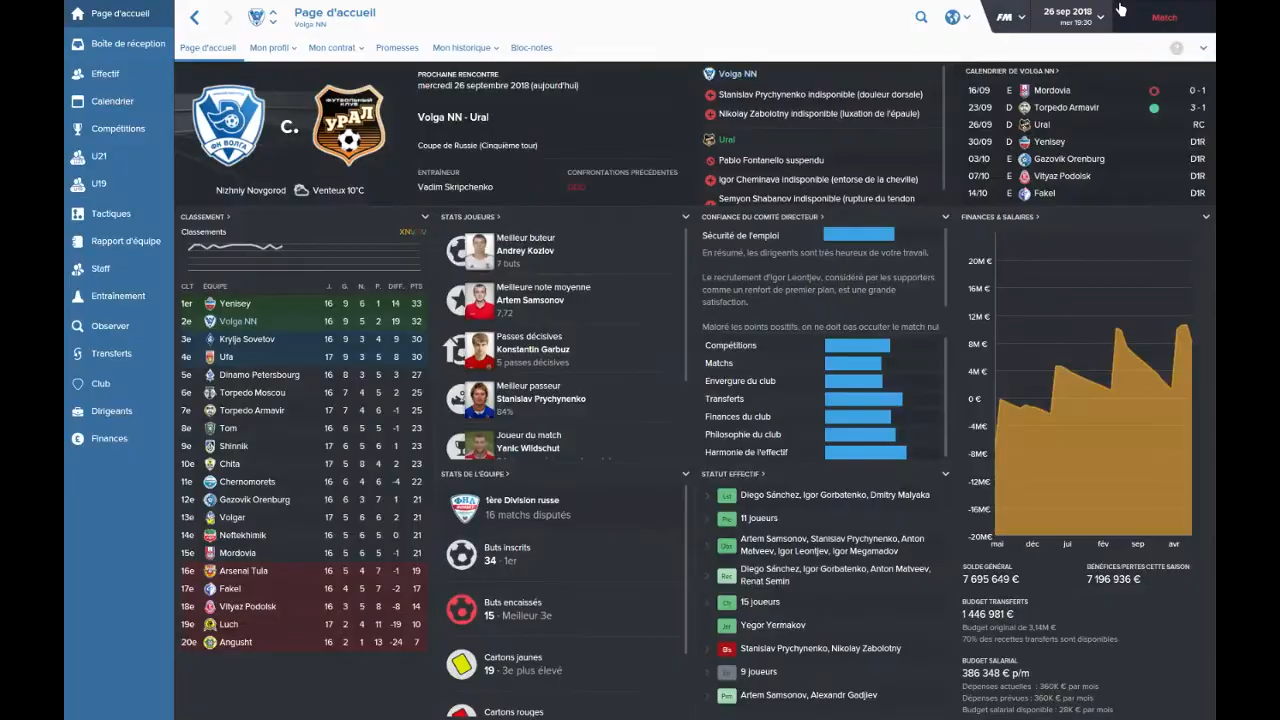 Page d'accueil
Boîte de réception
Effectif
Calendrier
Compétitions
U21
U19
Tactiques
Rapport d'équipe
Staff
Entraînement
Observer
Transferts
Club
Dirigeants
Finances
Page d'accueil
Volga NN
FM
26 sep 2018
mer 19:30
Match
Page d'accueil
Mon profil
Mon contrat
Promesses
Mon historique
Bloc-notes
ФК ВОЛГА
c.
ФУТБОЛЬНЫЙ КЛУБ
УРАЛ
Nizhniy Novgorod
Venteux 10°C
PROCHAINE RENCONTRE
mercredi 26 septembre 2018 (aujourd'hui)
Volga NN - Ural
Coupe de Russie (Cinquième tour)
ENTRAÎNEUR
Vadim Skripchenko
CONFRONTATIONS PRÉCÉDENTES
DDD
Volga NN
Stanislav Prychynenko indisponible (douleur dorsale)
Nikolay Zabolotny indisponible (luxation de l'épaule)
Ural
Pablo Fontanello suspendu
Igor Cheminava indisponible (entorse de la cheville)
Semyon Shabanov indisponible (rupture du tendon
CALENDRIER DE VOLGA NN >
16/09 E Mordovia 0 - 1
23/09 D Torpedo Armavir 3 - 1
26/09 D Ural RC
30/09 D Yenisey D1R
03/10 E Gazovik Orenburg D1R
07/10 E Vityaz Podolsk D1R
14/10 E Fakel D1R
CLASSEMENT >
Classements
CLT ÉQUIPE J. G. N. P. DIFF. PTS
1er Yenisey 16 9 6 1 14 33
2e Volga NN 16 9 5 2 19 32
3e Krylja Sovetov 16 9 3 4 9 30
4e Ufa 17 9 3 5 8 30
5e Dinamo Petersbourg 16 8 3 5 3 27
6e Torpedo Moscou 16 7 4 5 2 25
7e Torpedo Armavir 17 7 4 6 -1 25
8e Tom 16 6 5 5 -1 23
9e Shinnik 17 6 5 6 1 23
10e Chita 17 5 8 4 2 23
11e Chernomorets 16 6 4 6 -4 22
12e Gazovik Orenburg 16 6 3 7 1 21
13e Volgar 17 5 6 6 2 21
14e Neftekhimik 16 5 6 5 0 21
15e Mordovia 16 5 6 5 -1 21
16e Arsenal Tula 16 5 4 7 -1 19
17e Fakel 16 4 5 7 -2 17
18e Vityaz Podolsk 16 3 5 8 -8 14
19e Luch 17 2 4 11 -19 10
20e Angusht 16 2 1 13 -24 7
STATS JOUEURS >
Meilleur buteur
Andrey Kozlov
7 buts
Meilleure note moyenne
Artem Samsonov
7,72
Passes décisives
Konstantin Garbuz
5 passes décisives
Meilleur passeur
Stanislav Prychynenko
84%
Joueur du match
Yanic Wildschut
STATS DE L'ÉQUIPE >
1ère Division russe
16 matchs disputés
Buts inscrits
34 - 1er
Buts encaissés
15 - Meilleur 3e
Cartons jaunes
19 - 3e plus élevé
Cartons rouges
CONFIANCE DU COMITÉ DIRECTEUR >
Sécurité de l'emploi
En résumé, les dirigeants sont très heureux de votre travail.
Le recrutement d'Igor Leontjev, considéré par les supporters
comme un renfort de premier plan, est une grande
satisfaction.
Malgré les points positifs, on ne doit pas occulter le match nul
Compétitions
Matchs
Envergure du club
Transferts
Finances du club
Philosophie du club
Harmonie de l'effectif
STATUT EFFECTIF >
Lst Diego Sánchez, Igor Gorbatenko, Dmitry Malyaka
11 joueurs
Artem Samsonov, Stanislav Prychynenko, Anton
Matveev, Igor Leontjev, Igor Megamadov
Diego Sánchez, Igor Gorbatenko, Anton Matveev,
Renat Semin
15 joueurs
Yegor Yermakov
Bls Stanislav Prychynenko, Nikolay Zabolotny
9 joueurs
Artem Samsonov, Alexandr Gadjiev
FINANCES & SALAIRES >
20M €
16M €
12M €
8M €
4M €
0 €
-4M€
-8M€
-12M€
-16M€
-20M€
mai déc jui fév sep avr
SOLDE GÉNÉRAL
7 695 649 €
BÉNÉFICES/PERTES CETTE SAISON
7 196 936 €
BUDGET TRANSFERTS
1 446 981 €
Budget original de 3,14M €
70% des recettes transferts sont disponibles
BUDGET SALARIAL
386 348 € p/m
Dépenses actuelles : 360K € par mois
Dépenses prévues : 360K € par mois
Budget salarial disponible : 28K € par mois